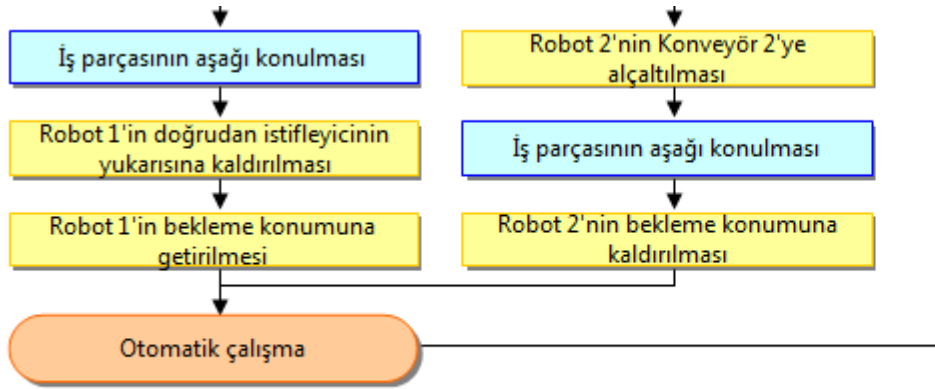 İş parçasının aşağı konulması
Robot 1'in doğrudan istifleyicinin
yukarısına kaldırılması
Robot 1'in bekleme konumuna
getirilmesi
Robot 2'nin Konveyör 2'ye
alçaltılması
İş parçasının aşağı konulması
Robot 2'nin bekleme konumuna
kaldırılması
Otomatik çalışma